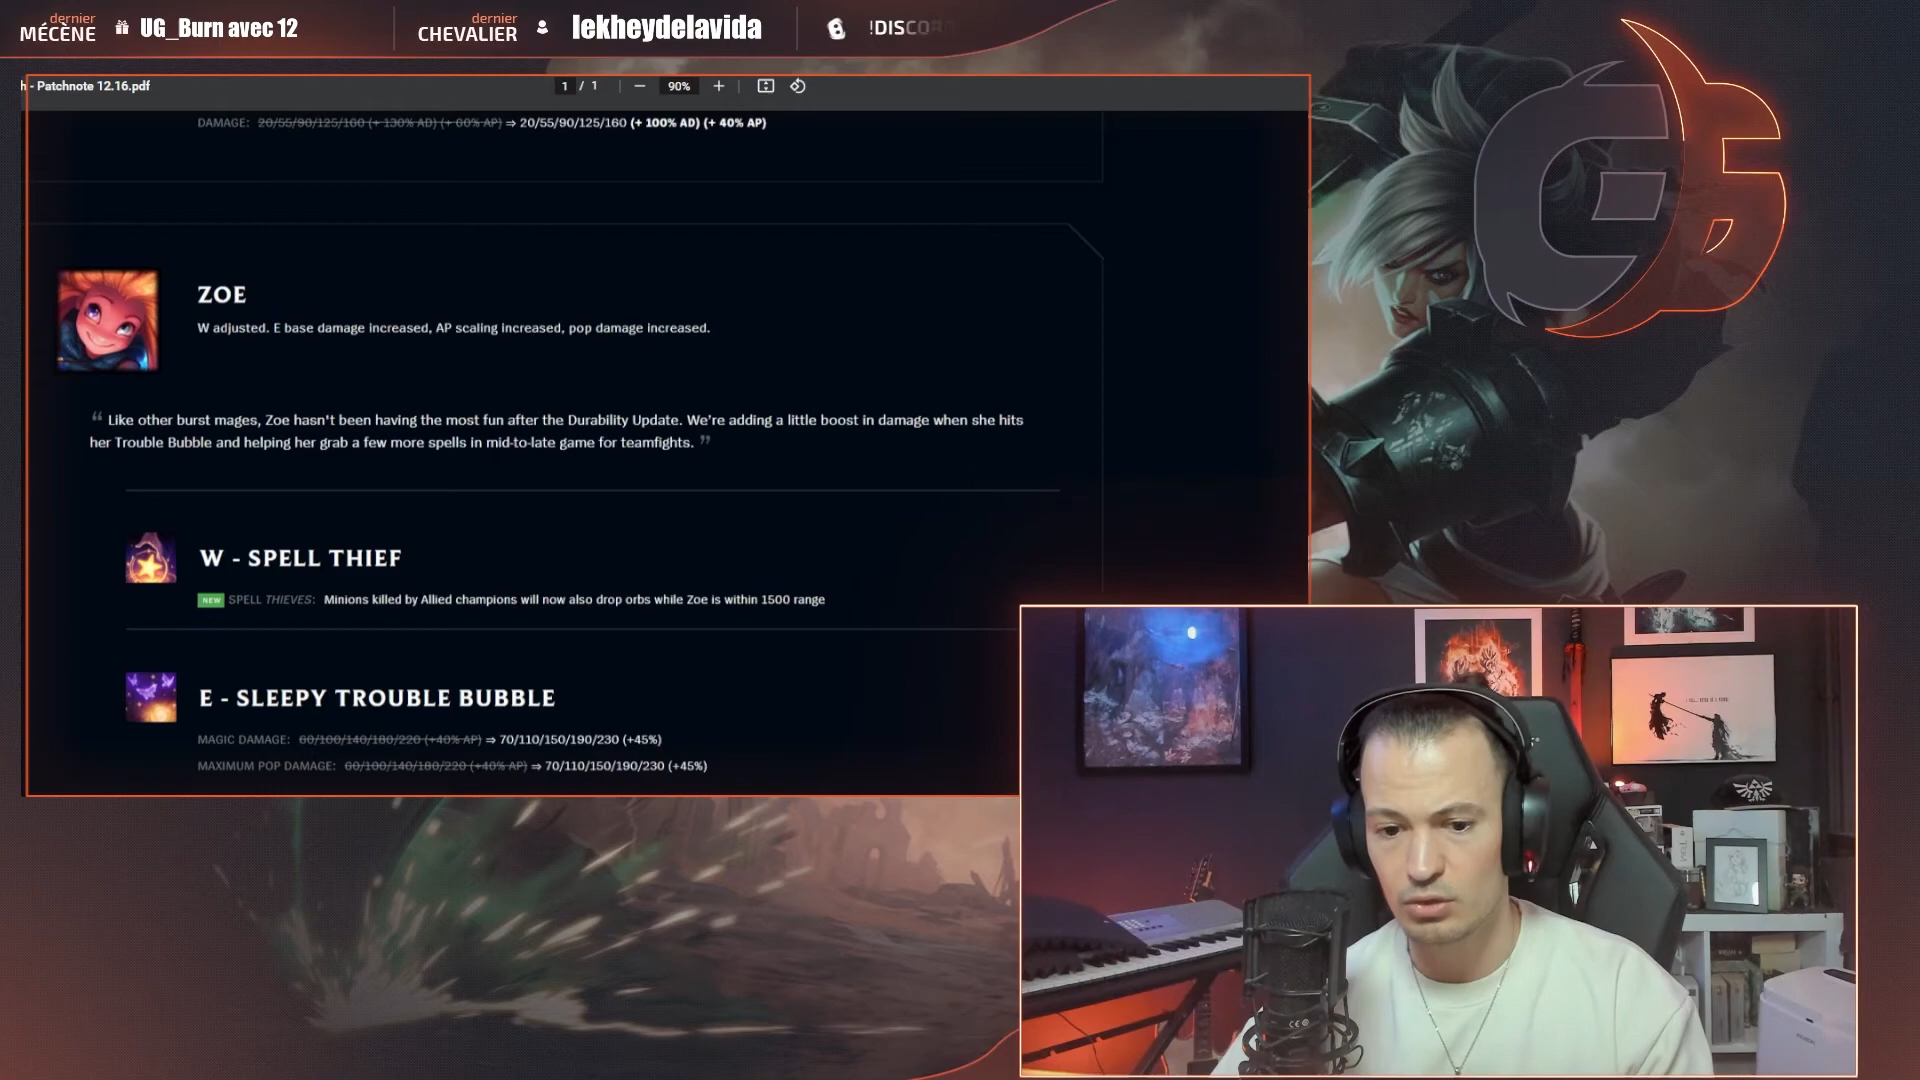 dernier
MÉCÈNE
UG_Burn avec 12
dernier
CHEVALIER
lekheydelavida
!DISCOR
h - Patchnote 12.16.pdf
1 / 1
90%
DAMAGE: 20/55/90/125/160 (+ 130% AD) (+ 60% AP) ⇒ 20/55/90/125/160 (+ 100% AD) (+ 40% AP)
ZOE
W adjusted. E base damage increased, AP scaling increased, pop damage increased.
“ Like other burst mages, Zoe hasn't been having the most fun after the Durability Update. We're adding a little boost in damage when she hits
her Trouble Bubble and helping her grab a few more spells in mid-to-late game for teamfights. ”
W - SPELL THIEF
NEW SPELL THIEVES: Minions killed by Allied champions will now also drop orbs while Zoe is within 1500 range
E - SLEEPY TROUBLE BUBBLE
MAGIC DAMAGE: 60/100/140/180/220 (+40% AP) ⇒ 70/110/150/190/230 (+45%)
MAXIMUM POP DAMAGE: 60/100/140/180/220 (+40% AP) ⇒ 70/110/150/190/230 (+45%)
GB
CE